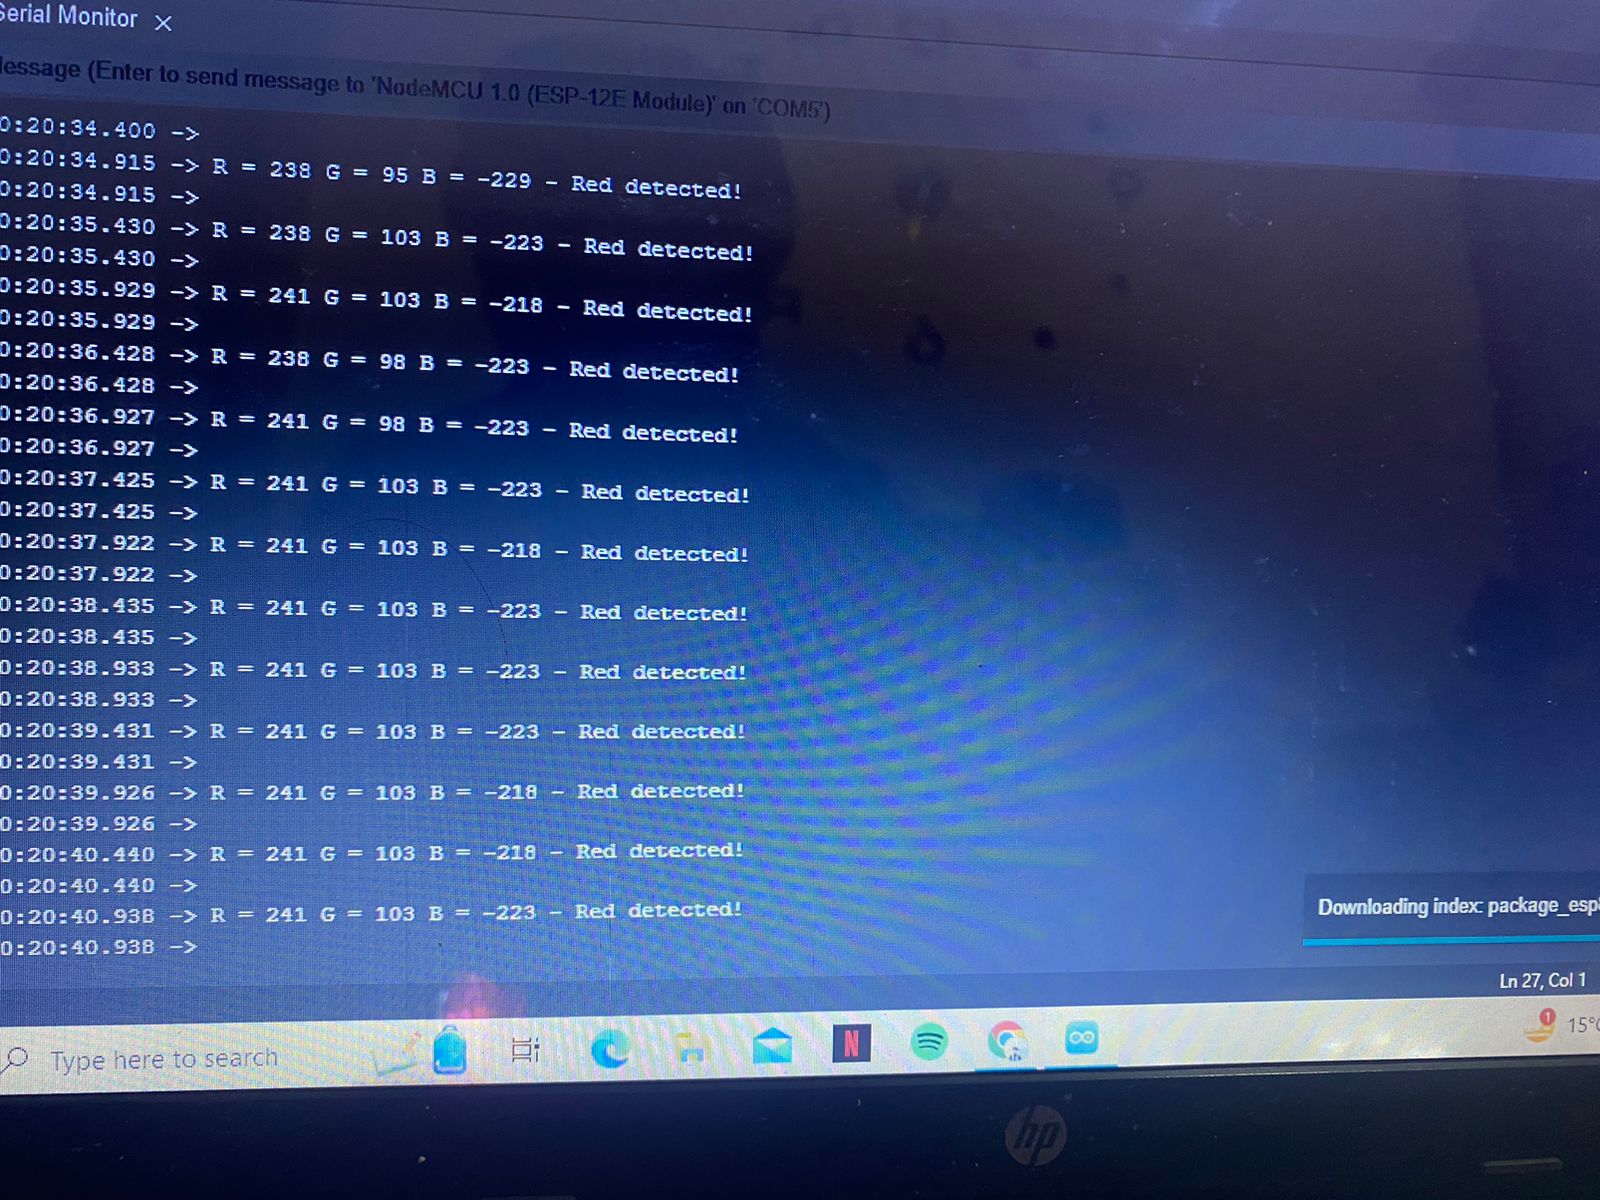 Serial Monitor ×
Message (Enter to send message to 'NodeMCU 1.0 (ESP-12E Module)' on 'COM5')
0:20:34.400 ->
0:20:34.915 -> R = 238 G = 95 B = -229 - Red detected!
0:20:34.915 ->
0:20:35.430 -> R = 238 G = 103 B = -223 - Red detected!
0:20:35.430 ->
0:20:35.929 -> R = 241 G = 103 B = -218 - Red detected!
0:20:35.929 ->
0:20:36.428 -> R = 238 G = 98 B = -223 - Red detected!
0:20:36.428 ->
0:20:36.927 -> R = 241 G = 98 B = -223 - Red detected!
0:20:36.927 ->
0:20:37.425 -> R = 241 G = 103 B = -223 - Red detected!
0:20:37.425 ->
0:20:37.922 -> R = 241 G = 103 B = -218 - Red detected!
0:20:37.922 ->
0:20:38.435 -> R = 241 G = 103 B = -223 - Red detected!
0:20:38.435 ->
0:20:38.933 -> R = 241 G = 103 B = -223 - Red detected!
0:20:38.933 ->
0:20:39.431 -> R = 241 G = 103 B = -223 - Red detected!
0:20:39.431 ->
0:20:39.926 -> R = 241 G = 103 B = -218 - Red detected!
0:20:39.926 ->
0:20:40.440 -> R = 241 G = 103 B = -218 - Red detected!
0:20:40.440 ->
0:20:40.938 -> R = 241 G = 103 B = -223 - Red detected!
0:20:40.938 ->
Downloading index: package_esp
Ln 27, Col 1
Type here to search
N
1
15°C
hp